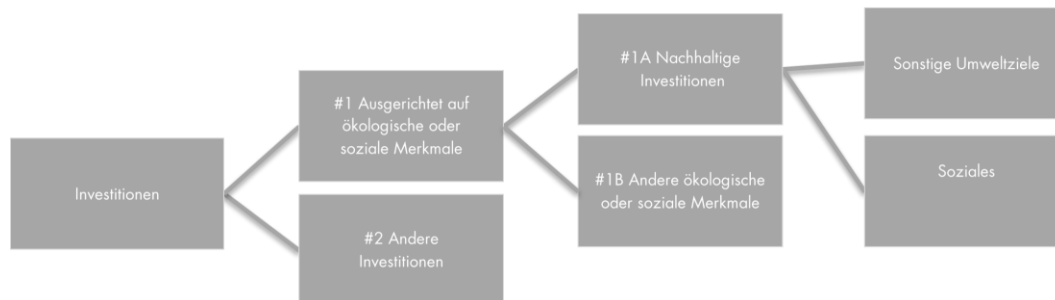 Investitionen
#1 Ausgerichtet auf
ökologische oder
soziale Merkmale
#2 Andere
Investitionen
#1A Nachhaltige
Investitionen
#1B Andere ökologische
oder soziale Merkmale
Sonstige Umweltziele
Soziales